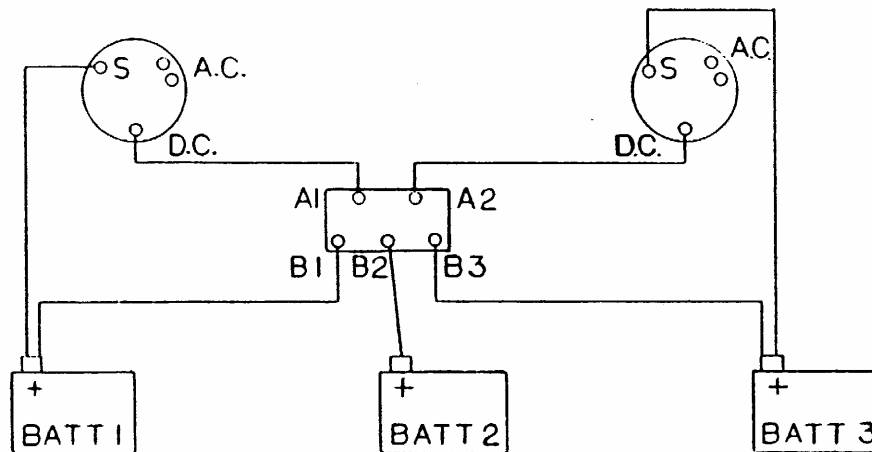 S A.C.
S A.C.
D.C.
D.C.
A1 A2
B1 B2 B3
+ + +
BATT 1 BATT 2 BATT 3